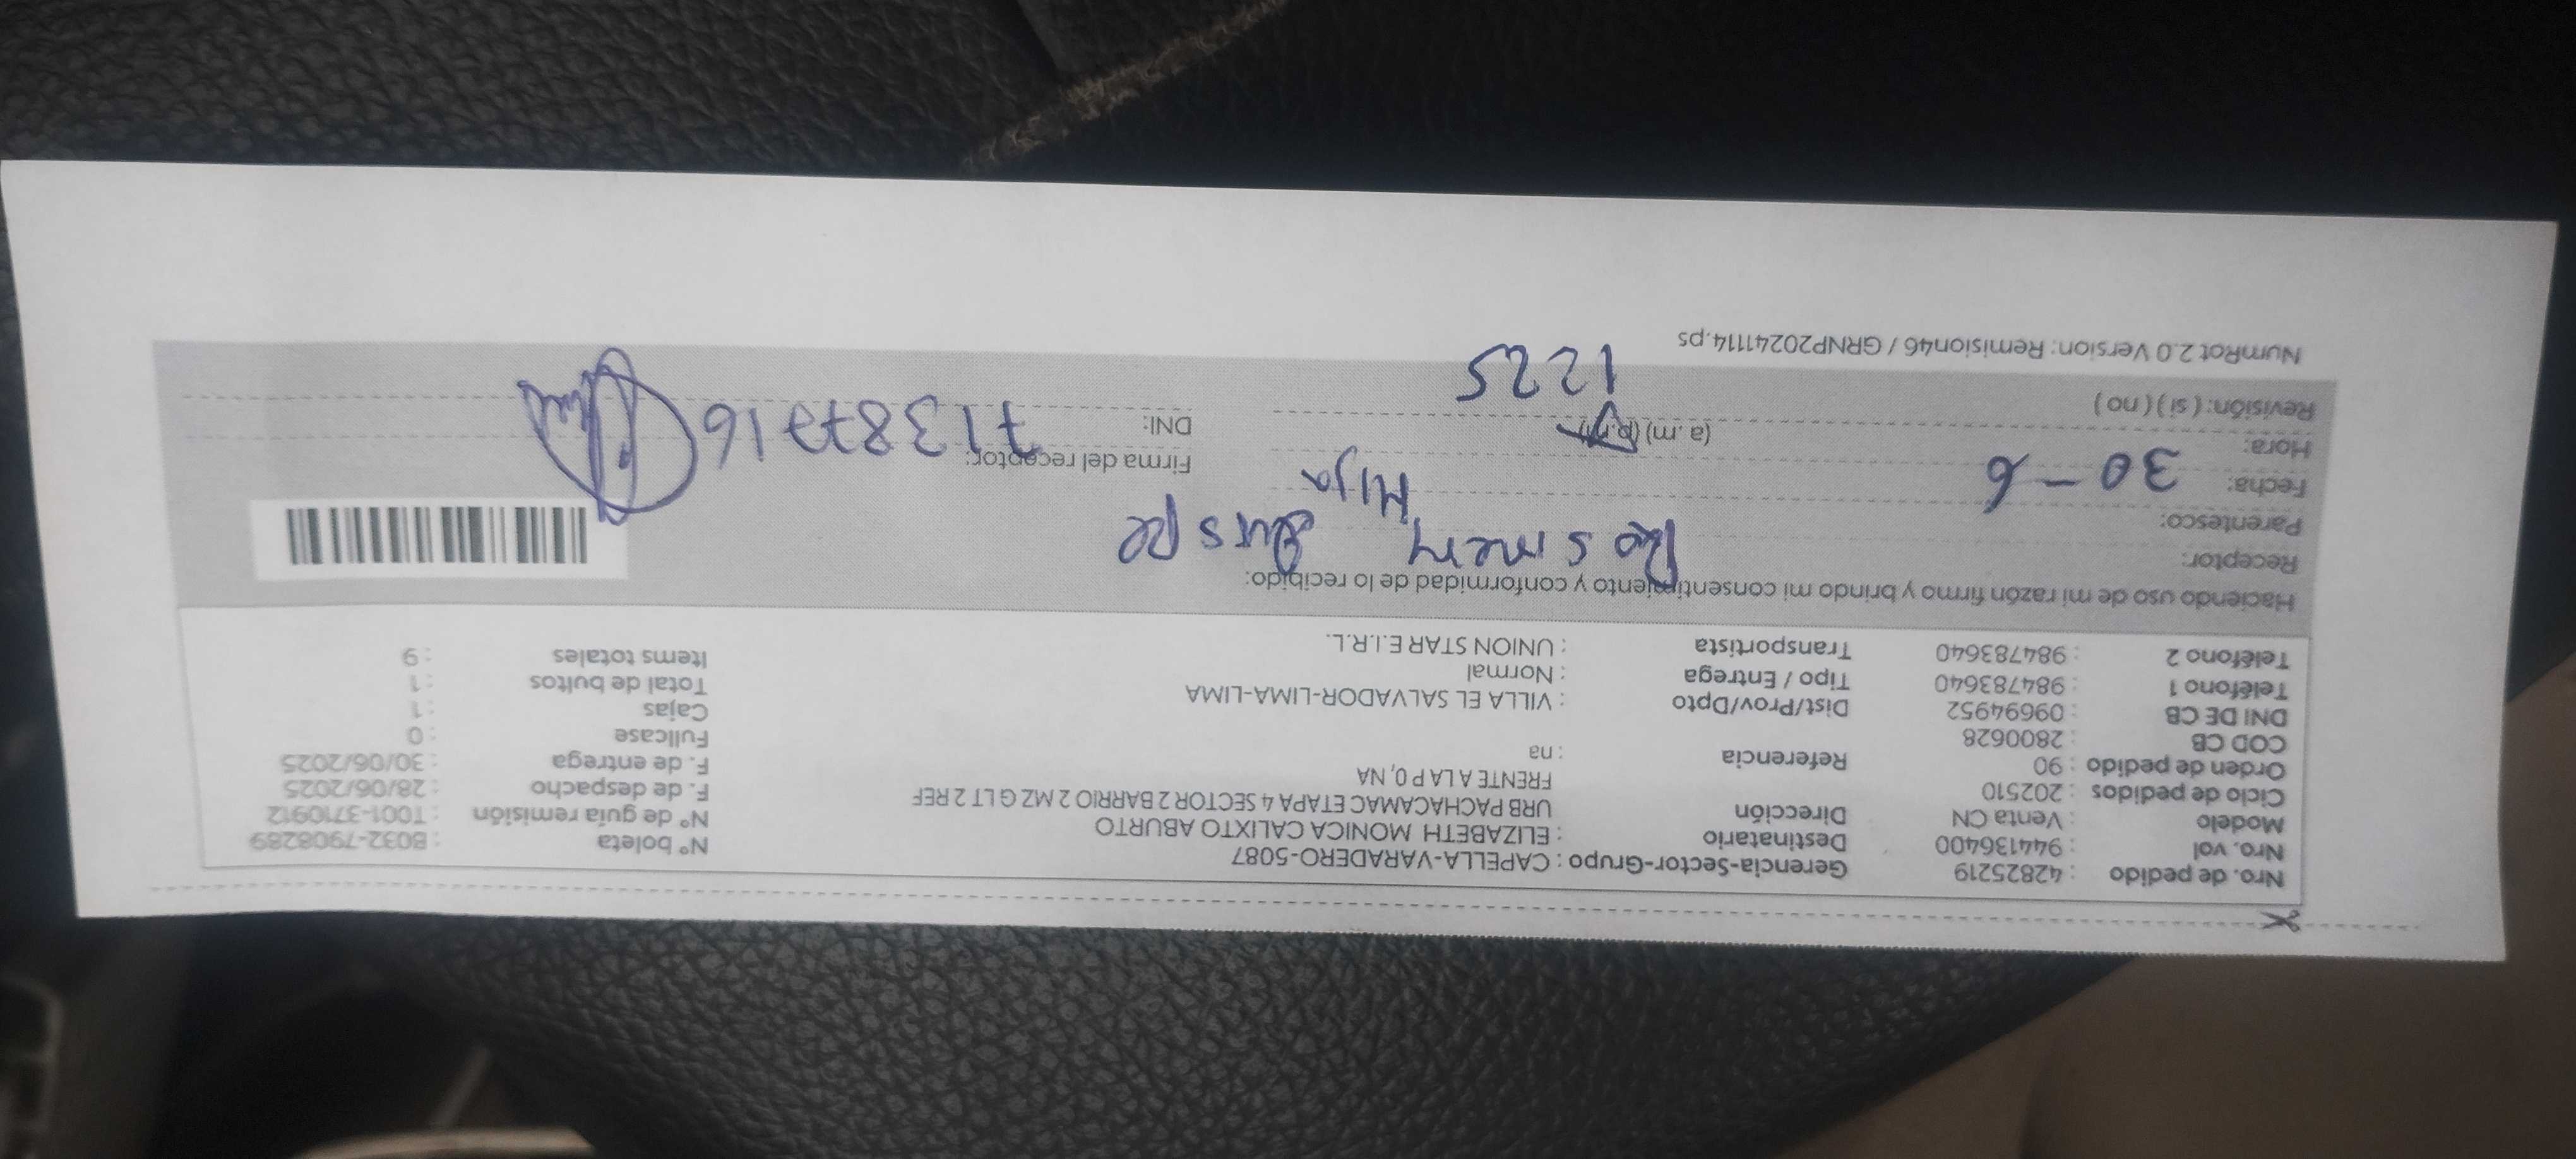 Nro. de pedido : 42825219 Gerencia-Sector-Grupo : CAPELLA-VARADERO-5087 N° boleta : B032-7908289
Nro. vol : 944136400 Destinatario : ELIZABETH MONICA CALIXTO ABURTO N° de guía remisión : T001-3710912
Modelo : Venta CN Dirección URB PACHACAMAC ETAPA 4 SECTOR 2 BARRIO 2 MZ G LT 2 REF F. de despacho : 28/06/2025
Ciclo de pedidos : 202510 FRENTE A LA P 0, NA F. de entrega : 30/06/2025
Orden de pedido : 90 Referencia : na Fullcase : 0
COD CB : 2800628 Cajas : 1
DNI DE CB : 09694952 Dist/Prov/Dpto : VILLA EL SALVADOR-LIMA-LIMA Total de bultos : 1
Teléfono 1 : 984783640 Tipo / Entrega : Normal Items totales : 9
Teléfono 2 : 984783640 Transportista : UNION STAR E.I.R.L.
Haciendo uso de mi razón firmo y brindo mi consentimiento y conformidad de lo recibido:
Receptor: Rosmery
Parentesco: Hija
Fecha: 30-6 Firma del receptor:
Hora: (a.m) (p.m) DNI: 71387716
Revisión: ( si ) ( no ) 1225
NumRot 2.0 Version: Remision46 / GRNP20241114.ps